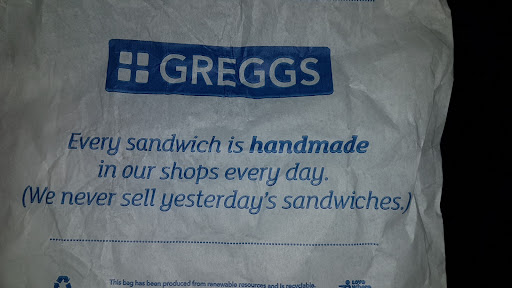 GREGGS
Every sandwich is handmade
in our shops every day.
(We never sell yesterday's sandwiches.)
This bag has been produced from renewable resources and is recyclable.
LOVE